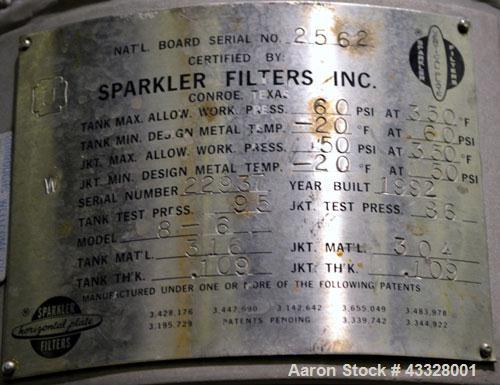 NAT'L. BOARD SERIAL NO. 2562
CERTIFIED BY:
SPARKLER FILTERS INC.
CONROE, TEXAS
TANK MAX. ALLOW. WORK. PRESS. 60 PSI AT 350 °F
TANK MIN. DESIGN METAL TEMP. -20 °F AT 60 PSI
JKT. MAX. ALLOW. WORK. PRESS. 50 PSI AT 350 °F
JKT MIN. DESIGN METAL TEMP. -20 °F AT 50 PSI
W
SERIAL NUMBER YEAR BUILT 1992
TANK TEST PRESS. 95 JKT. TEST PRESS. 86
MODEL 8-6
TANK MAT'L. 316 JKT. MAT'L. 304
TANK TH'K. .109 JKT. TH'K. .109
MANUFACTURED UNDER ONE OR MORE OF THE FOLLOWING PATENTS
3,428,176 3,447,690 3,142,642 3,655,049 3,483,978
3,195,729 PATENTS PENDING 3,339,742 3,344,922
® SPARKLER
horizontal plate
FILTERS
Aaron Stock # 43328001